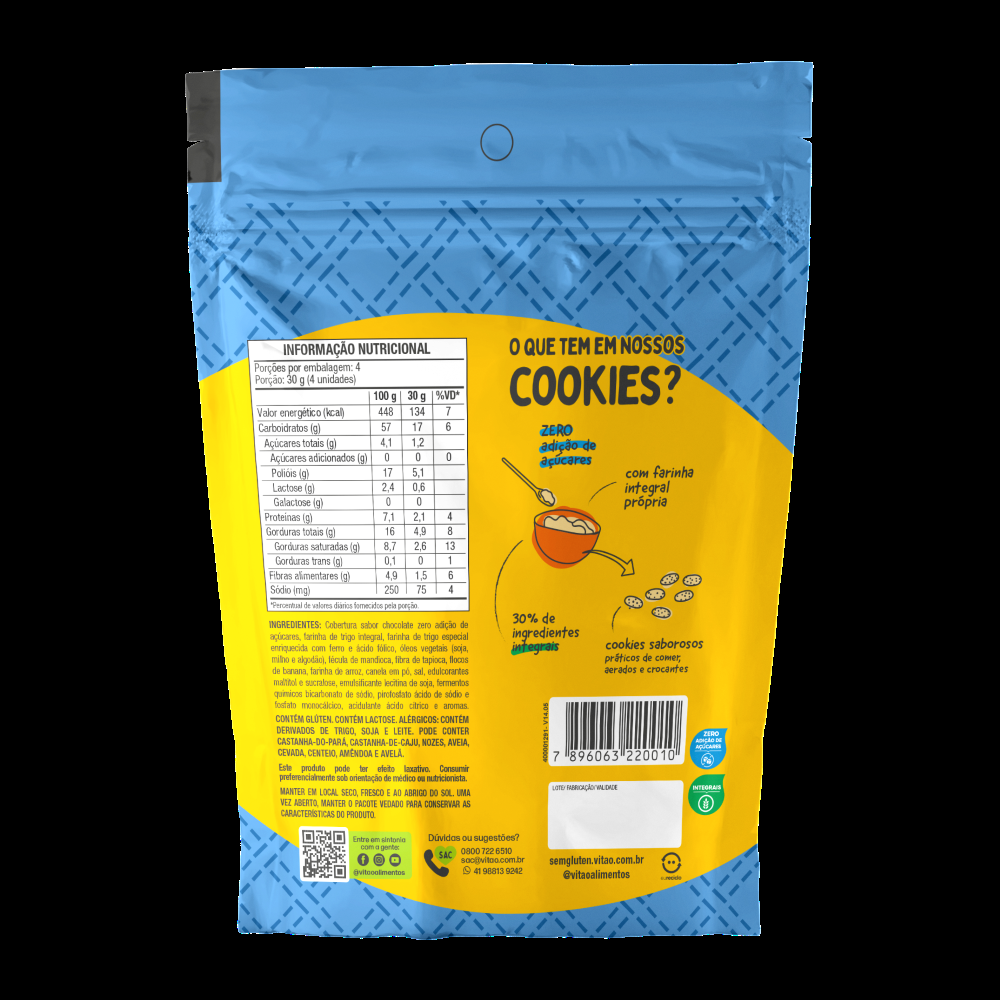 INFORMAÇÃO NUTRICIONAL
Porções por embalagem: 4
Porção: 30 g (4 unidades)
100 g 30 g %VD*
Valor energético (kcal) 448 134 7
Carboidratos (g) 57 17 6
Açúcares totais (g) 4,1 1,2
Açúcares adicionados (g) 0 0 0
Polióis (g) 17 5,1
Lactose (g) 2,4 0,6
Galactose (g) 0 0
Proteínas (g) 7,1 2,1 4
Gorduras totais (g) 16 4,9 8
Gorduras saturadas (g) 8,7 2,6 13
Gorduras trans (g) 0,1 0 1
Fibras alimentares (g) 4,9 1,5 6
Sódio (mg) 250 75 4
*Percentual de valores diários fornecidos pela porção.
INGREDIENTES: Cobertura sabor chocolate zero adição de
açúcares, farinha de trigo integral, farinha de trigo especial
enriquecida com ferro e ácido fólico, óleos vegetais (soja,
milho e algodão), fécula de mandioca, fibra de tapioca, flocos
de banana, farinha de arroz, canela em pó, sal, edulcorantes
maltitol e sucralose, emulsificante lecitina de soja, fermentos
químicos bicarbonato de sódio, pirofosfato ácido de sódio e
fosfato monocálcico, acidulante ácido cítrico e aromas.
CONTÉM GLÚTEN. CONTÉM LACTOSE. ALÉRGICOS: CONTÉM
DERIVADOS DE TRIGO, SOJA E LEITE. PODE CONTER
CASTANHA-DO-PARÁ, CASTANHA-DE-CAJU, NOZES, AVEIA,
CEVADA, CENTEIO, AMÊNDOA E AVELÃ.
Este produto pode ter efeito laxativo. Consumir
preferencialmente sob orientação de médico ou nutricionista.
MANTER EM LOCAL SECO, FRESCO E AO ABRIGO DO SOL. UMA
VEZ ABERTO, MANTER O PACOTE VEDADO PARA CONSERVAR AS
CARACTERÍSTICAS DO PRODUTO.
Entre em sintonia
com a gente:
@vitaoalimentos
Dúvidas ou sugestões?
SAC
0800 722 6510
sac@vitao.com.br
41 98813 9242
O QUE TEM EM NOSSOS
COOKIES?
ZERO
adição de
açúcares
com farinha
integral
própria
30% de
ingredientes
integrais
cookies saborosos
práticos de comer,
aerados e crocantes
400001291- V14.05
7 896063 220010
ZERO
ADIÇÃO DE
AÇÚCARES
INTEGRAIS
LOTE/ FABRICAÇÃO/ VALIDADE
semgluten.vitao.com.br
@vitaoalimentos
eu reciclo